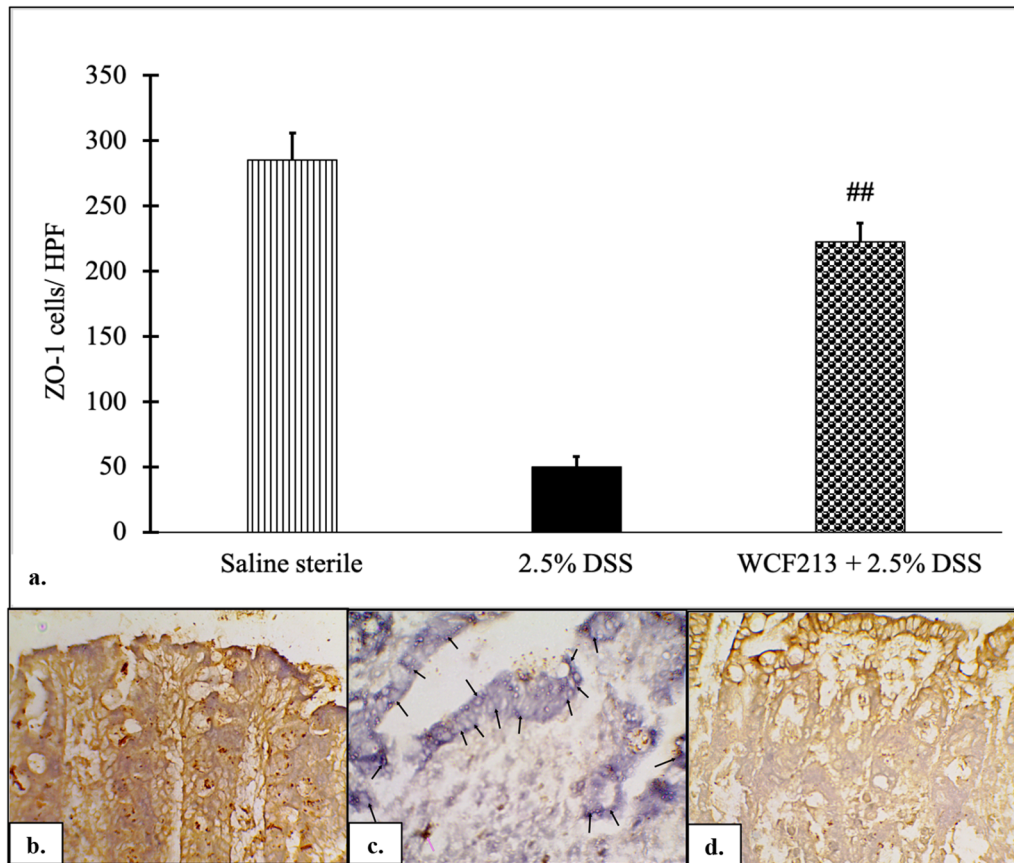 350
300
250
200
150
100
50
0
ZO-1 cells/ HPF
##
Saline sterile
2.5% DSS
WCF213 + 2.5% DSS
a.
b.
c.
d.